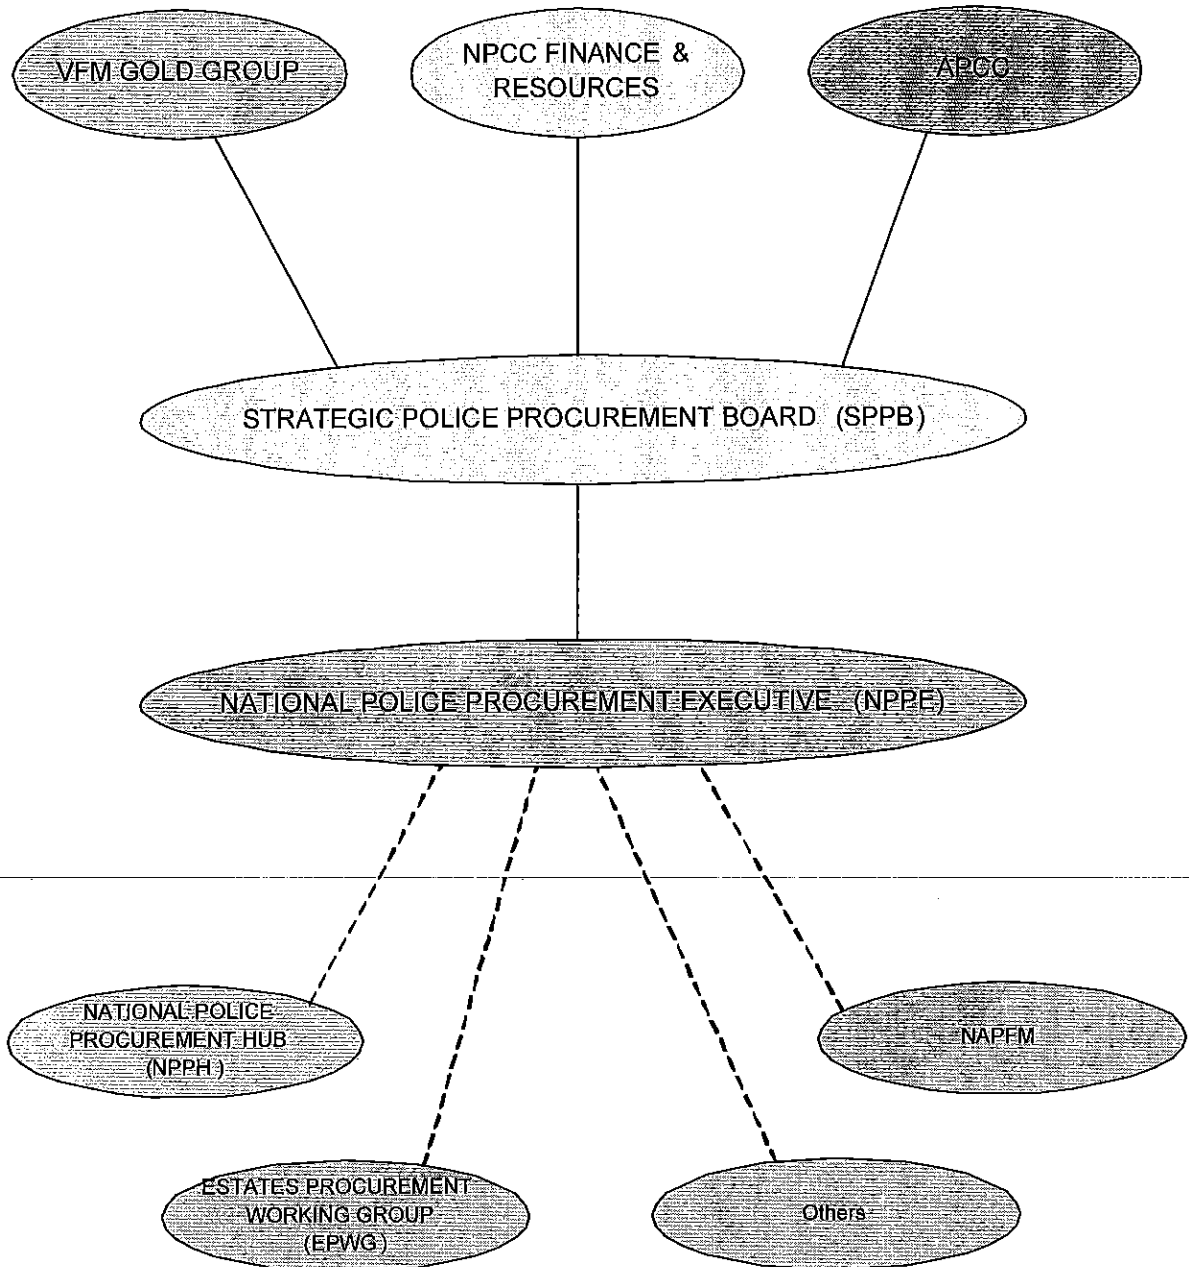 VFM GOLD GROUP
NPCC FINANCE &
RESOURCES
APCC
STRATEGIC POLICE PROCUREMENT BOARD (SPPB)
NATIONAL POLICE PROCUREMENT EXECUTIVE (NPPE)
NATIONAL POLICE
PROCUREMENT HUB
(NPPH)
NAPFM
ESTATES PROCUREMENT
WORKING GROUP
(EPWG)
Others